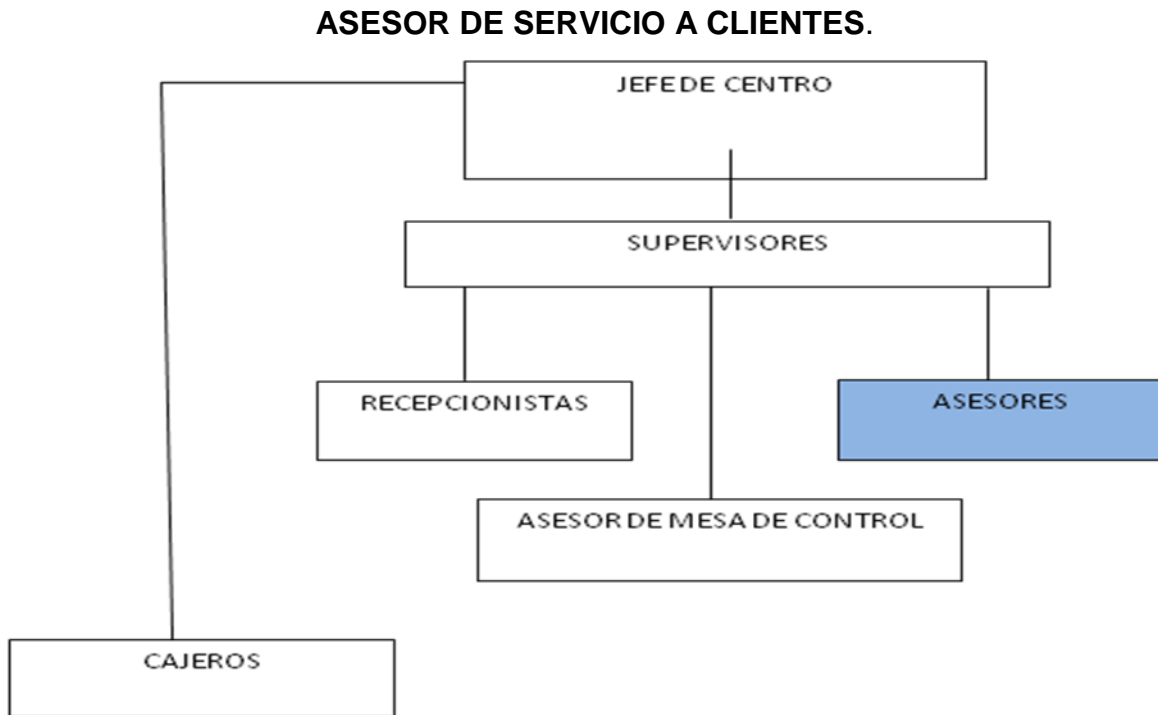 ASESOR DE SERVICIO A CLIENTES.
JEFE DE CENTRO
SUPERVISORES
RECEPCIONISTAS
ASESORES
ASESOR DE MESA DE CONTROL
CAJEROS